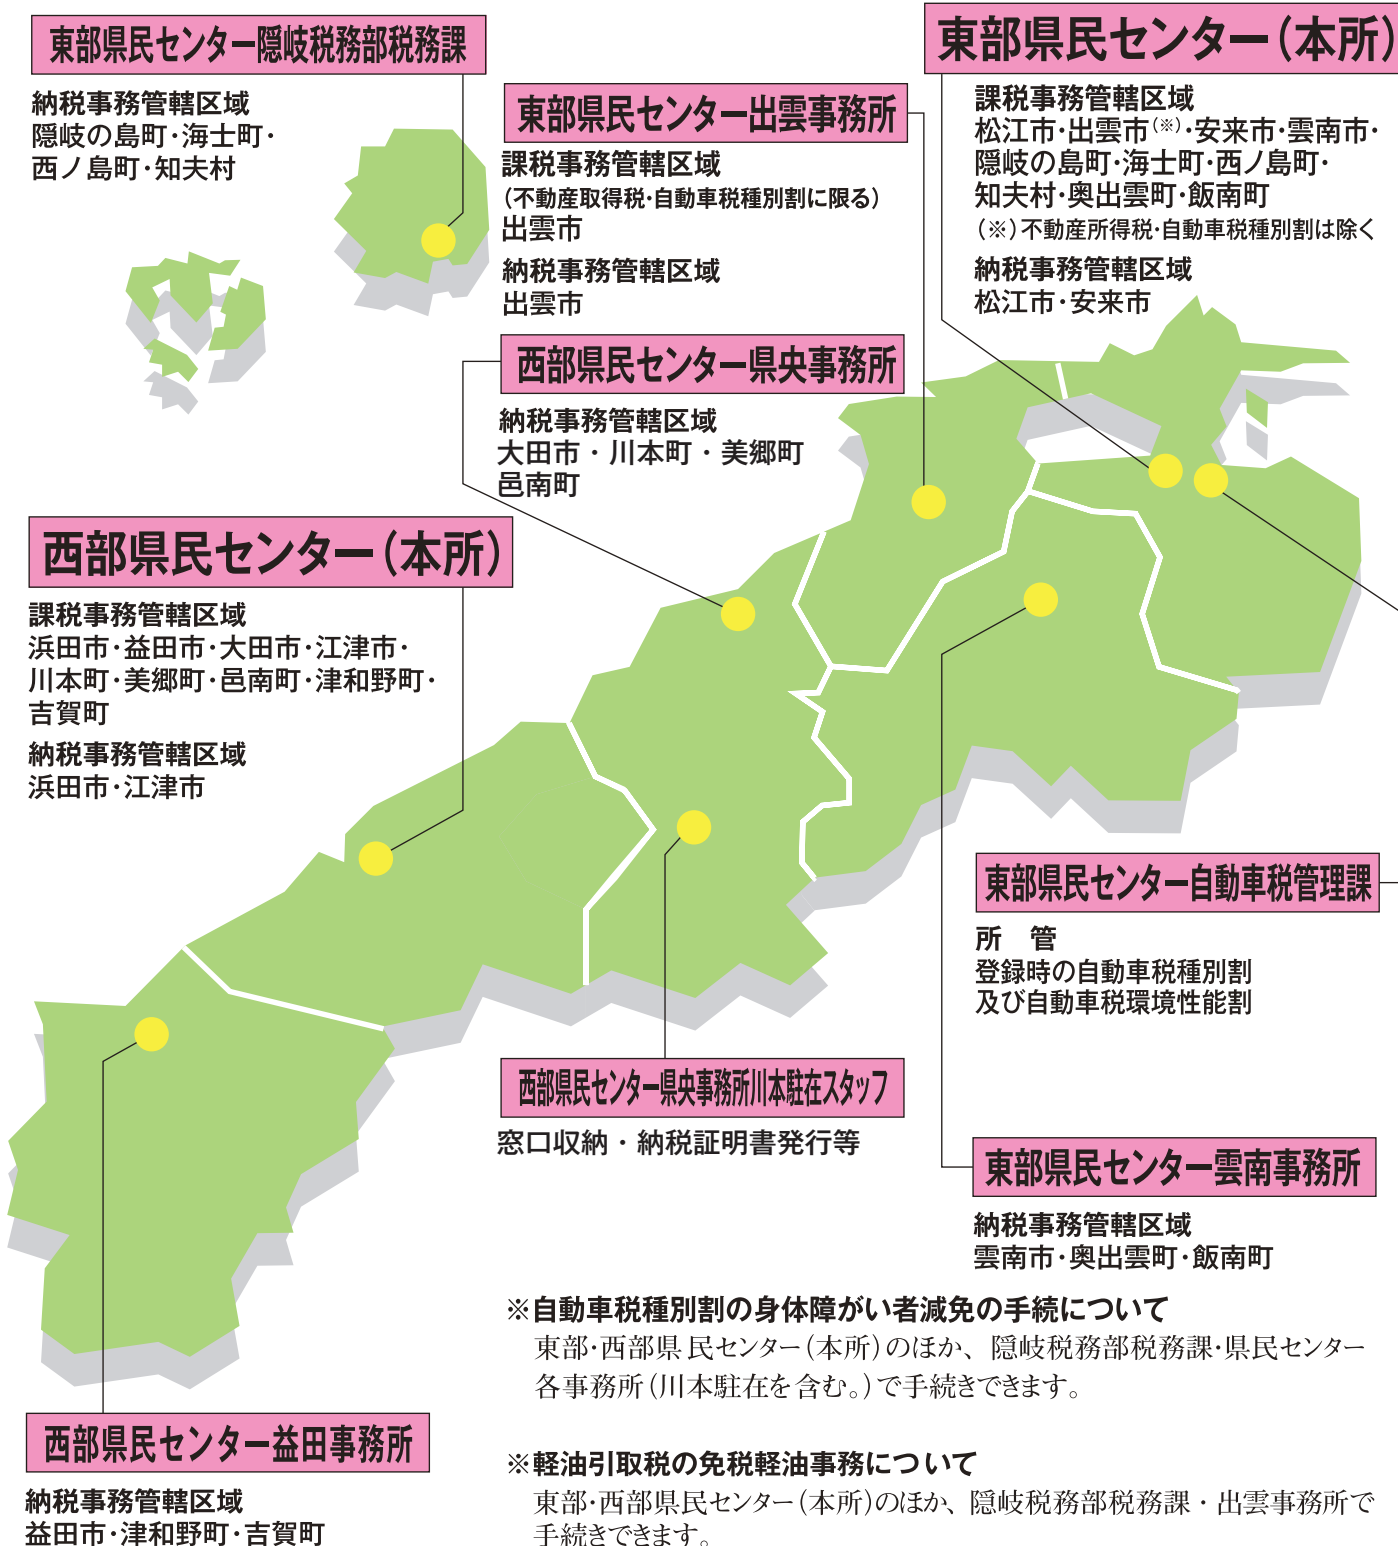 東部県民センター隠岐税務部税務課
納税事務管轄区域
隠岐の島町・海士町・
西ノ島町・知夫村
東部県民センター出雲事務所
課税事務管轄区域
(不動産取得税・自動車税種別割に限る)
出雲市
納税事務管轄区域
出雲市
東部県民センター(本所)
課税事務管轄区域
松江市・出雲市(※)・安来市・雲南市・
隠岐の島町・海士町・西ノ島町・
知夫村・奥出雲町・飯南町
(※)不動産所得税・自動車税種別割は除く
納税事務管轄区域
松江市・安来市
西部県民センター県央事務所
納税事務管轄区域
大田市・川本町・美郷町
邑南町
西部県民センター(本所)
課税事務管轄区域
浜田市・益田市・大田市・江津市・
川本町・美郷町・邑南町・津和野町・
吉賀町
納税事務管轄区域
浜田市・江津市
東部県民センター自動車税管理課
所 管
登録時の自動車税種別割
及び自動車税環境性能割
西部県民センター県央事務所川本駐在スタッフ
窓口収納・納税証明書発行等
東部県民センター雲南事務所
納税事務管轄区域
雲南市・奥出雲町・飯南町
西部県民センター益田事務所
納税事務管轄区域
益田市・津和野町・吉賀町
※自動車税種別割の身体障がい者減免の手続について
東部・西部県民センター(本所)のほか、隠岐税務部税務課・県民センター
各事務所(川本駐在を含む。)で手続きできます。
※軽油引取税の免税軽油事務について
東部・西部県民センター(本所)のほか、隠岐税務部税務課・出雲事務所で
手続きできます。